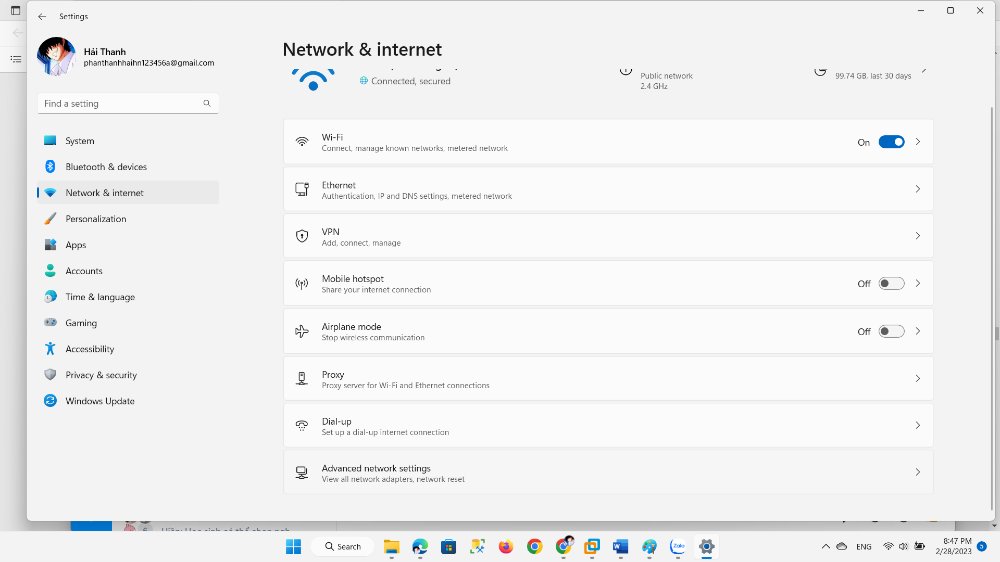 Settings
Hải Thanh
phanthanhhaihn123456a@gmail.com
Find a setting
System
Bluetooth & devices
Network & internet
Personalization
Apps
Accounts
Time & language
Gaming
Accessibility
Privacy & security
Windows Update
Network & internet
Connected, secured
Public network
2.4 GHz
99.74 GB, last 30 days
Wi-Fi
Connect, manage known networks, metered network
On
Ethernet
Authentication, IP and DNS settings, metered network
VPN
Add, connect, manage
Mobile hotspot
Share your internet connection
Off
Airplane mode
Stop wireless communication
Off
Proxy
Proxy server for Wi-Fi and Ethernet connections
Dial-up
Set up a dial-up internet connection
Advanced network settings
View all network adapters, network reset
Search
Zalo
ENG
8:47 PM
2/28/2023
5